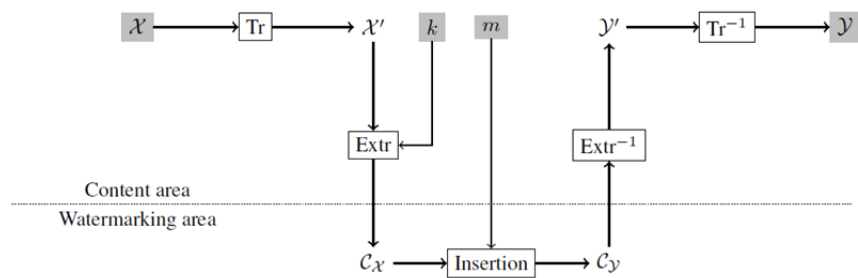 𝒳 Tr 𝒳′ k m 𝒴′ Tr⁻¹ 𝒴
Extr Extr⁻¹
Content area
Watermarking area
𝒞𝒳 Insertion 𝒞𝒴